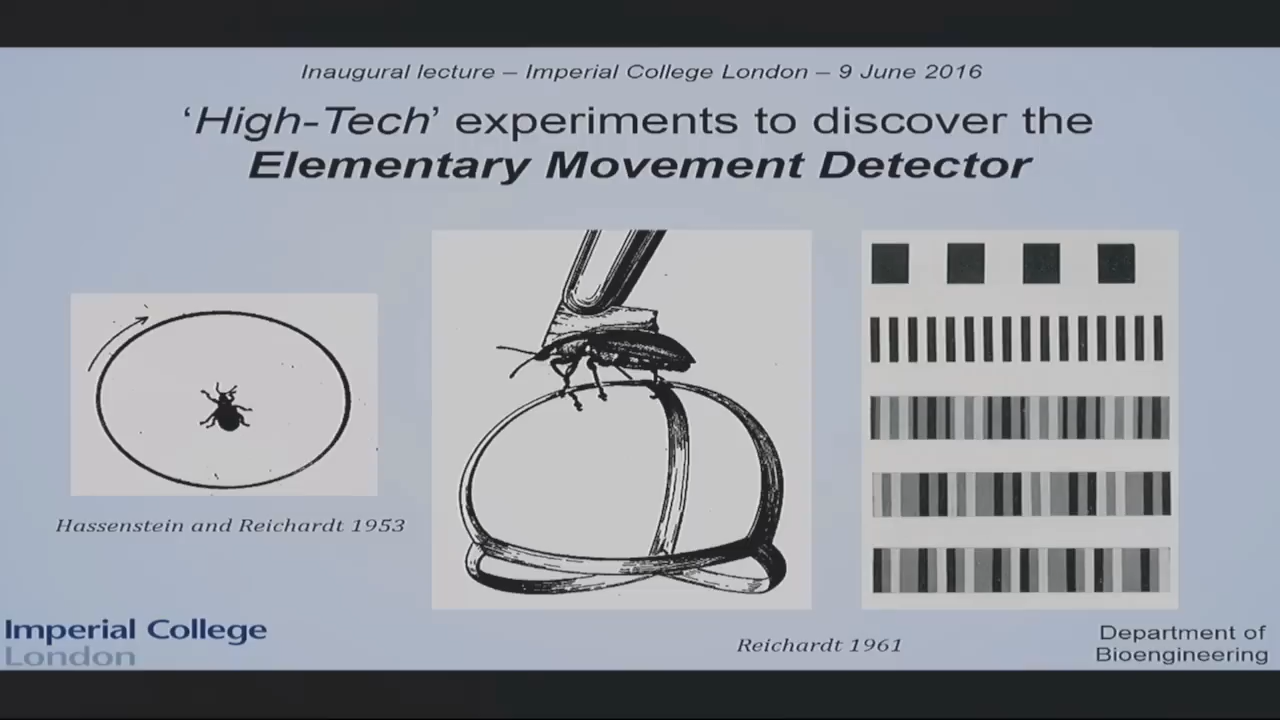 Inaugural lecture – Imperial College London – 9 June 2016
‘High-Tech’ experiments to discover the
Elementary Movement Detector
Hassenstein and Reichardt 1953
Reichardt 1961
Imperial College
London
Department of
Bioengineering